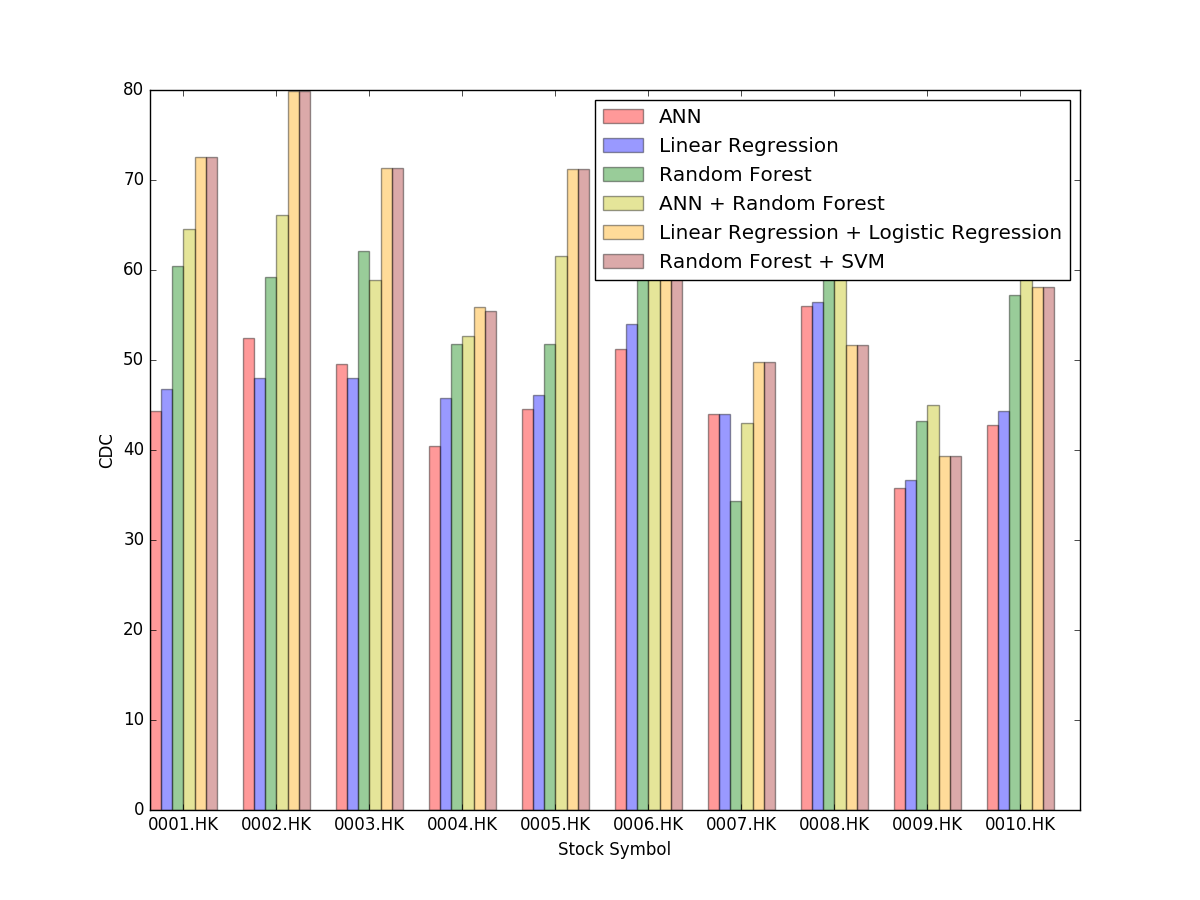 80
70
60
50
40
30
20
10
0
CDC
ANN
Linear Regression
Random Forest
ANN + Random Forest
Linear Regression + Logistic Regression
Random Forest + SVM
0001.HK 0002.HK 0003.HK 0004.HK 0005.HK 0006.HK 0007.HK 0008.HK 0009.HK 0010.HK
Stock Symbol